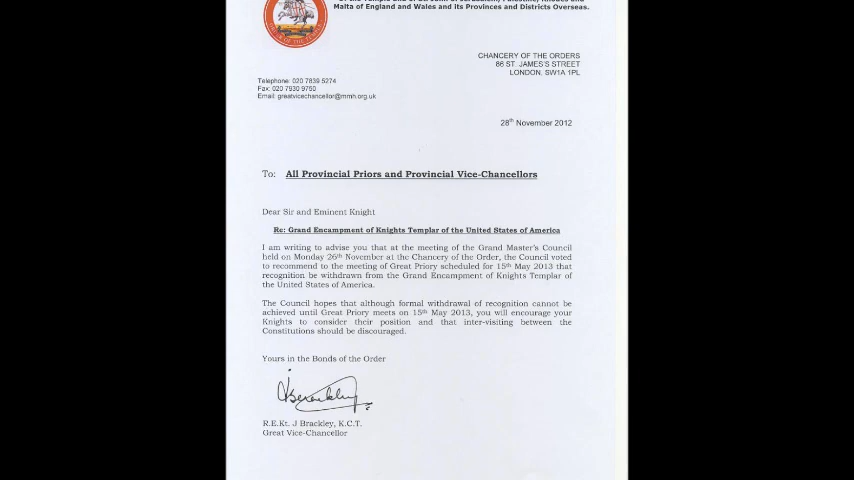 Malta of England and Wales and its Provinces and Districts Overseas.
CHANCERY OF THE ORDERS
86 ST. JAMES'S STREET
LONDON, SW1A 1PL
Telephone: 020 7839 5274
Fax: 020 7930 9750
Email: greatvicechancellor@mmh.org.uk
28th November 2012
To: All Provincial Priors and Provincial Vice-Chancellors
Dear Sir and Eminent Knight
Re: Grand Encampment of Knights Templar of the United States of America
I am writing to advise you that at the meeting of the Grand Master's Council
held on Monday 26th November at the Chancery of the Order, the Council voted
to recommend to the meeting of Great Priory scheduled for 15th May 2013 that
recognition be withdrawn from the Grand Encampment of Knights Templar of
the United States of America.
The Council hopes that although formal withdrawal of recognition cannot be
achieved until Great Priory meets on 15th May 2013, you will encourage your
Knights to consider their position and that inter-visiting between the
Constitutions should be discouraged.
Yours in the Bonds of the Order
R.E.Kt. J Brackley, K.C.T.
Great Vice-Chancellor